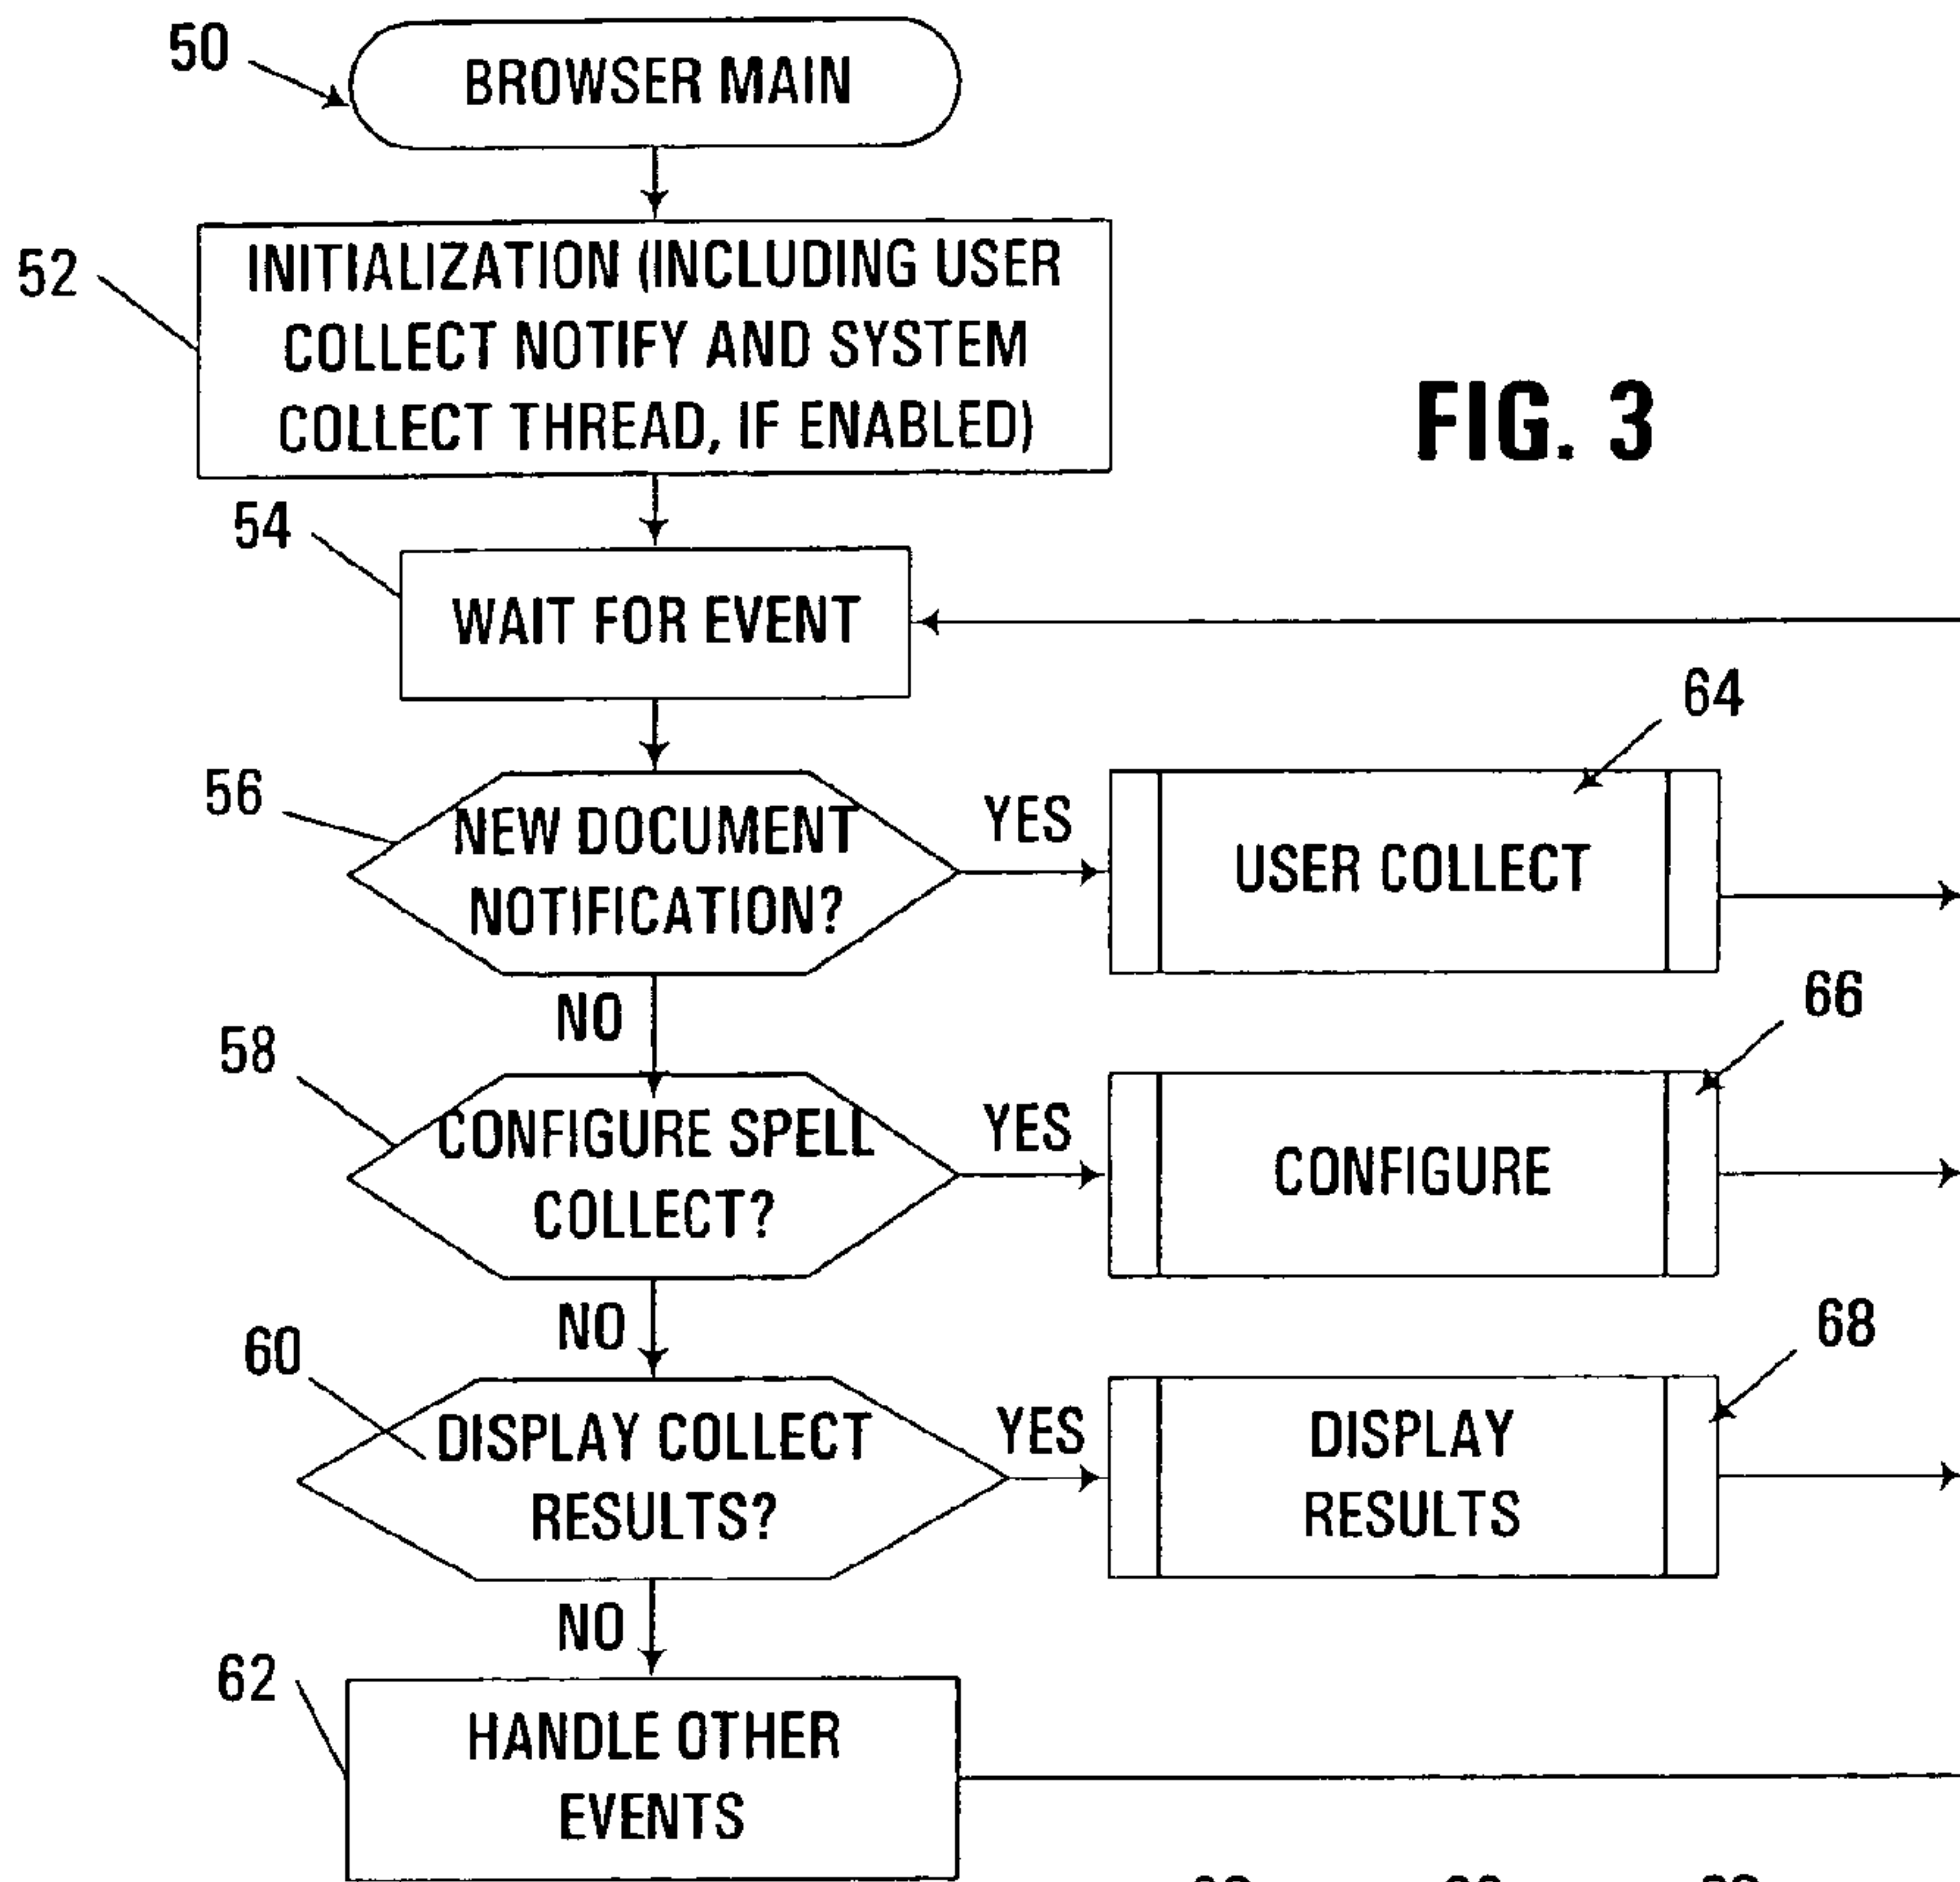 50
BROWSER MAIN
52
INITIALIZATION (INCLUDING USER
COLLECT NOTIFY AND SYSTEM
COLLECT THREAD, IF ENABLED)
FIG. 3
54
WAIT FOR EVENT
64
56
NEW DOCUMENT
NOTIFICATION?
YES
USER COLLECT
NO
66
58
CONFIGURE SPELL
COLLECT?
YES
CONFIGURE
NO
68
60
DISPLAY COLLECT
RESULTS?
YES
DISPLAY
RESULTS
NO
62
HANDLE OTHER
EVENTS